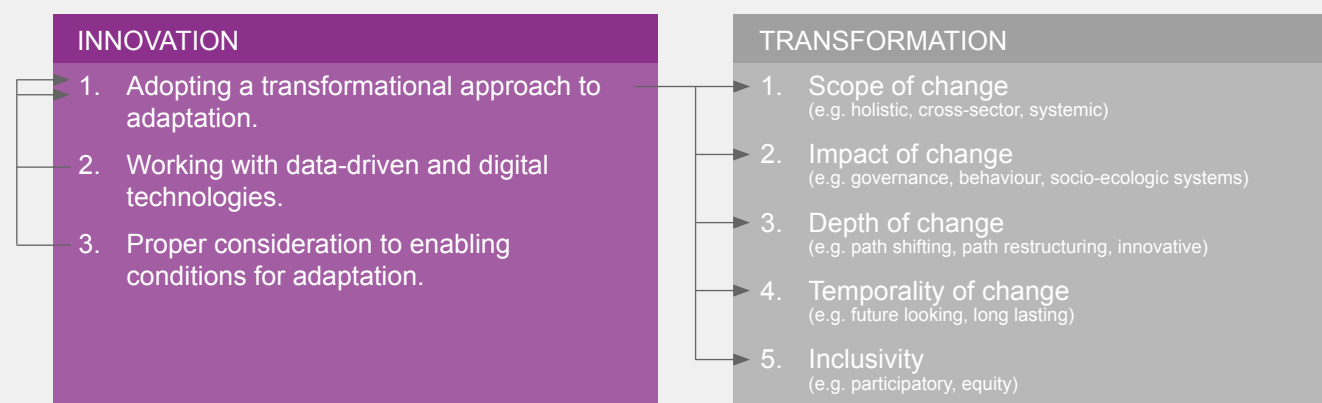 INNOVATION
1. Adopting a transformational approach to
adaptation.
2. Working with data-driven and digital
technologies.
3. Proper consideration to enabling
conditions for adaptation.
TRANSFORMATION
1. Scope of change
(e.g. holistic, cross-sector, systemic)
2. Impact of change
(e.g. governance, behaviour, socio-ecologic systems)
3. Depth of change
(e.g. path shifting, path restructuring, innovative)
4. Temporality of change
(e.g. future looking, long lasting)
5. Inclusivity
(e.g. participatory, equity)